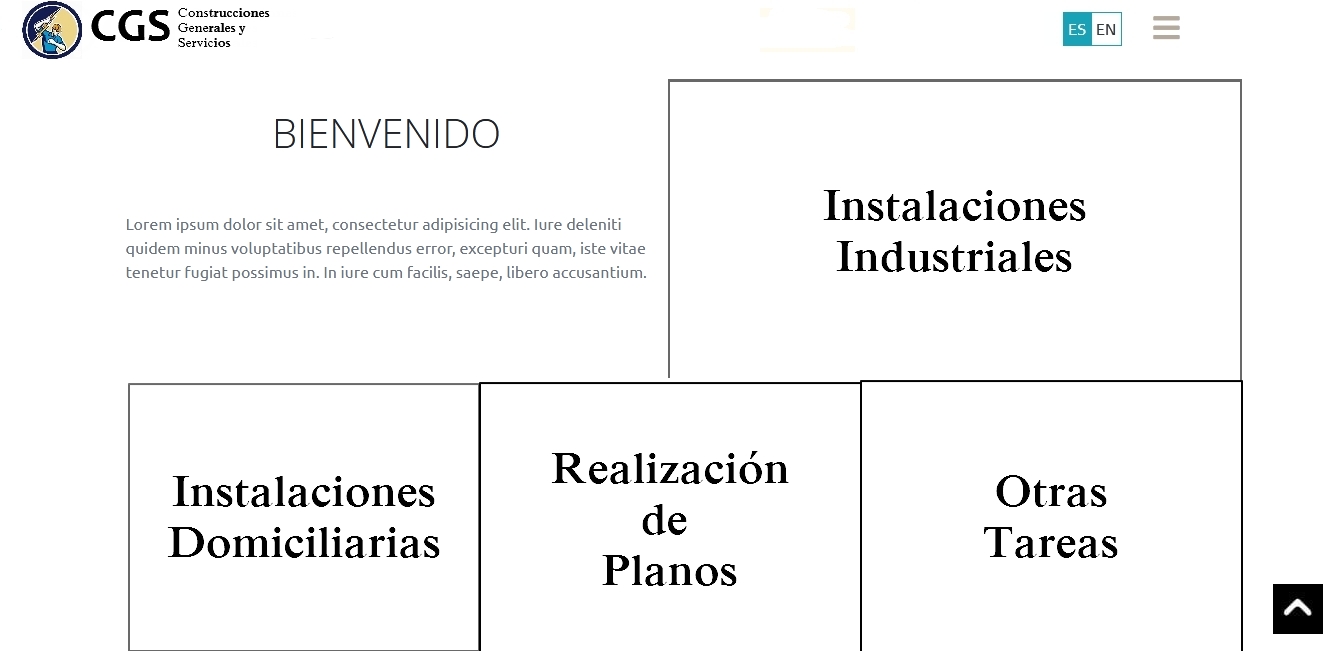 CGS
Construcciones
Generales y
Servicios
ES EN
BIENVENIDO
Lorem ipsum dolor sit amet, consectetur adipisicing elit. Iure deleniti
quidem minus voluptatibus repellendus error, excepturi quam, iste vitae
tenetur fugiat possimus in. In iure cum facilis, saepe, libero accusantium.
Instalaciones
Industriales
Instalaciones
Domiciliarias
Realización
de
Planos
Otras
Tareas